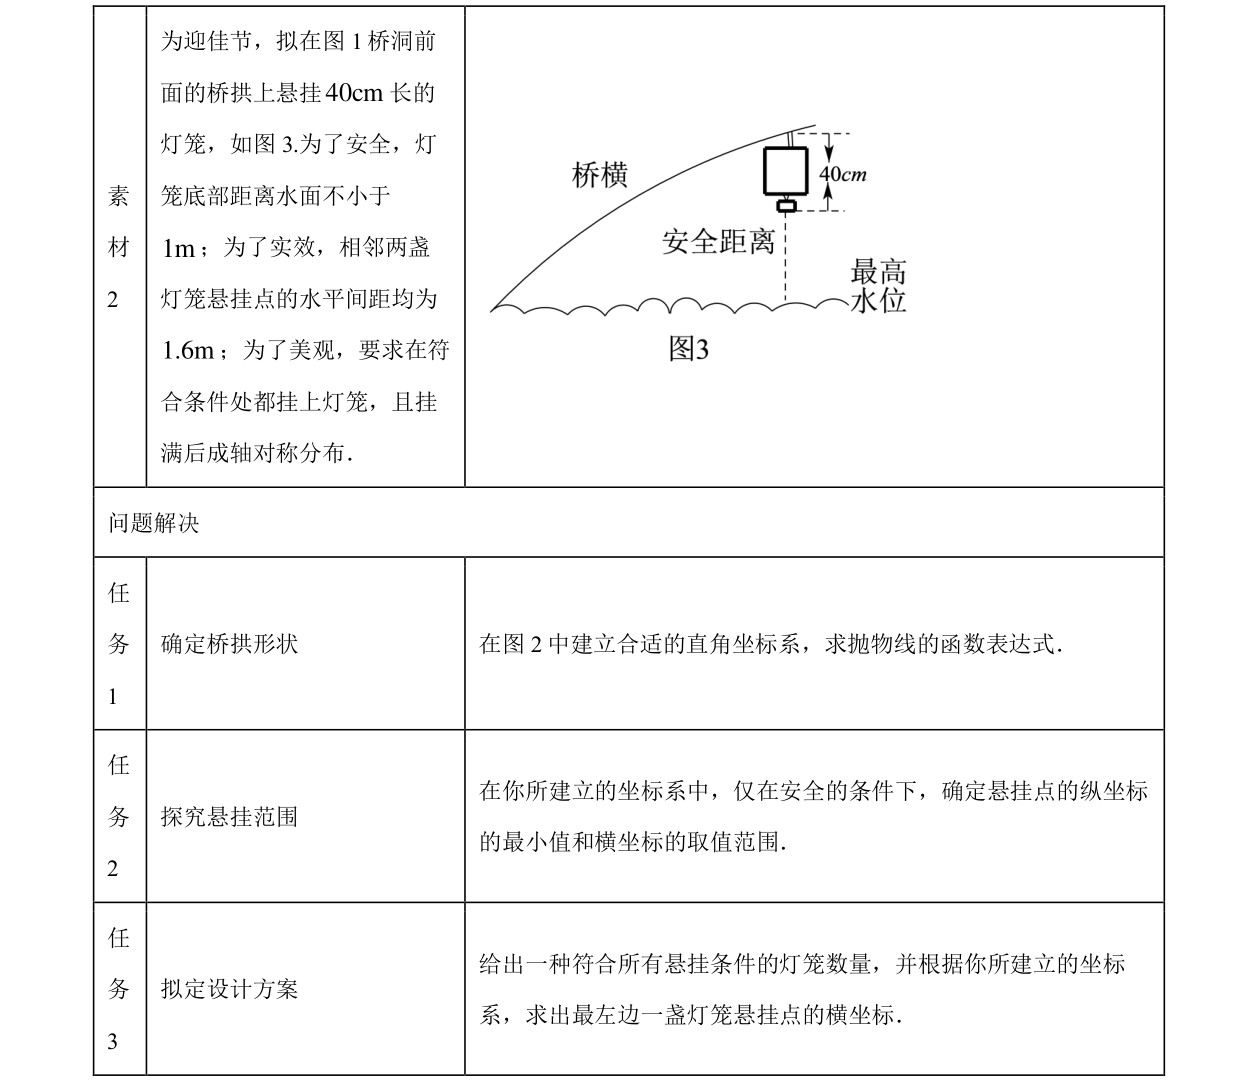 素
材
2
为迎佳节，拟在图 1 桥洞前
面的桥拱上悬挂 40cm 长的
灯笼，如图 3.为了安全，灯
笼底部距离水面不小于
1m；为了实效，相邻两盏
灯笼悬挂点的水平间距均为
1.6m；为了美观，要求在符
合条件处都挂上灯笼，且挂
满后成轴对称分布．
桥横
40cm
安全距离
最高
水位
图3
问题解决
任
务
1
确定桥拱形状
在图 2 中建立合适的直角坐标系，求抛物线的函数表达式．
任
务
2
探究悬挂范围
在你所建立的坐标系中，仅在安全的条件下，确定悬挂点的纵坐标
的最小值和横坐标的取值范围．
任
务
3
拟定设计方案
给出一种符合所有悬挂条件的灯笼数量，并根据你所建立的坐标
系，求出最左边一盏灯笼悬挂点的横坐标．